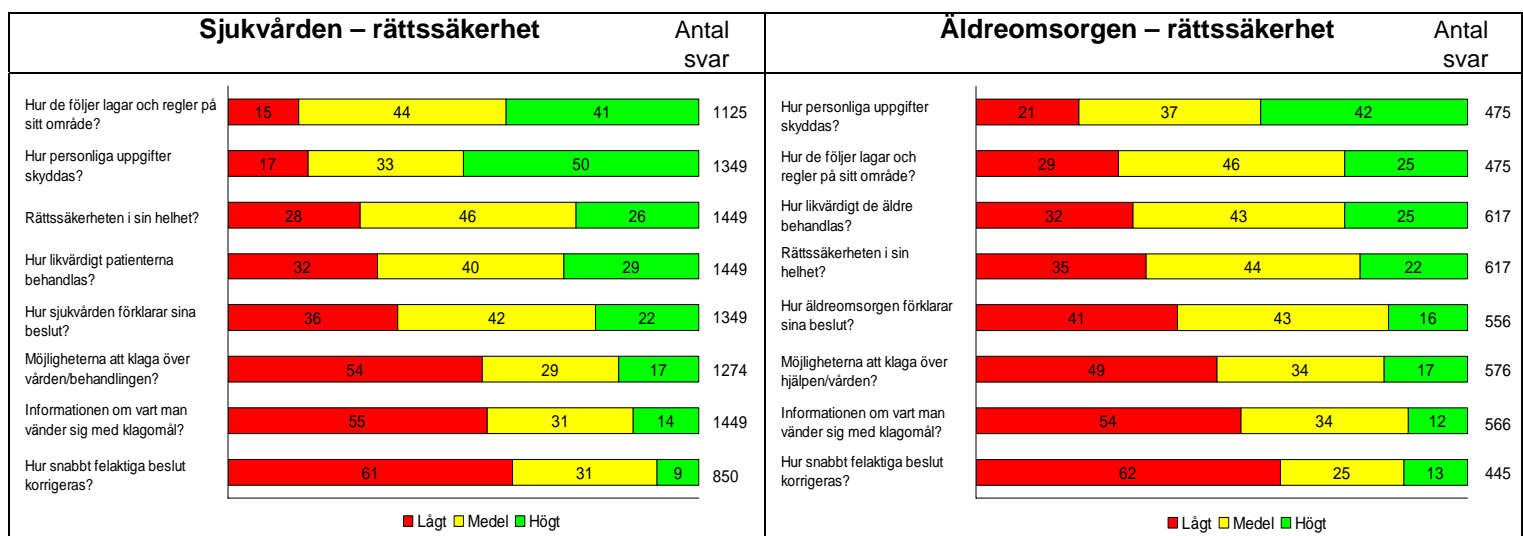 Sjukvården – rättssäkerhet
Antal
svar
Hur de följer lagar och regler på
sitt område?
15 44 41 1125
Hur personliga uppgifter
skyddas?
17 33 50 1349
Rättssäkerheten i sin helhet?
28 46 26 1449
Hur likvärdigt patienterna
behandlas?
32 40 29 1449
Hur sjukvården förklarar sina
beslut?
36 42 22 1349
Möjligheterna att klaga över
vården/behandlingen?
54 29 17 1274
Informationen om vart man
vänder sig med klagomål?
55 31 14 1449
Hur snabbt felaktiga beslut
korrigeras?
61 31 9 850
Lågt Medel Högt
Äldreomsorgen – rättssäkerhet
Antal
svar
Hur personliga uppgifter
skyddas?
21 37 42 475
Hur de följer lagar och
regler på sitt område?
29 46 25 475
Hur likvärdigt de äldre
behandlas?
32 43 25 617
Rättssäkerheten i sin
helhet?
35 44 22 617
Hur äldreomsorgen förklarar
sina beslut?
41 43 16 556
Möjligheterna att klaga över
hjälpen/vården?
49 34 17 576
Informationen om vart man
vänder sig med klagomål?
54 34 12 566
Hur snabbt felaktiga beslut
korrigeras?
62 25 13 445
Lågt Medel Högt